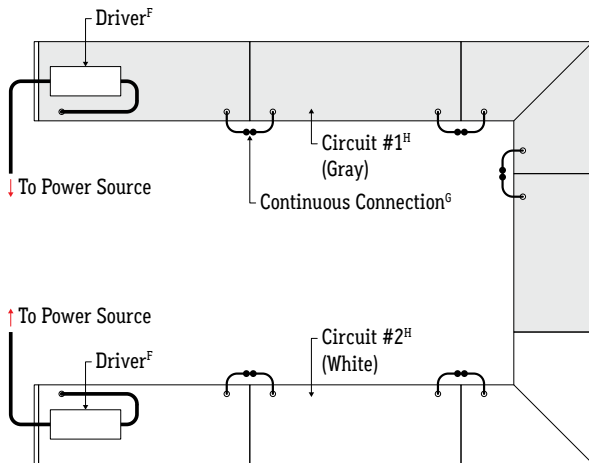 Driverᶠ
Circuit #1ᴴ
(Gray)
To Power Source
Continuous Connectionᴳ
To Power Source
Circuit #2ᴴ
(White)
Driverᶠ